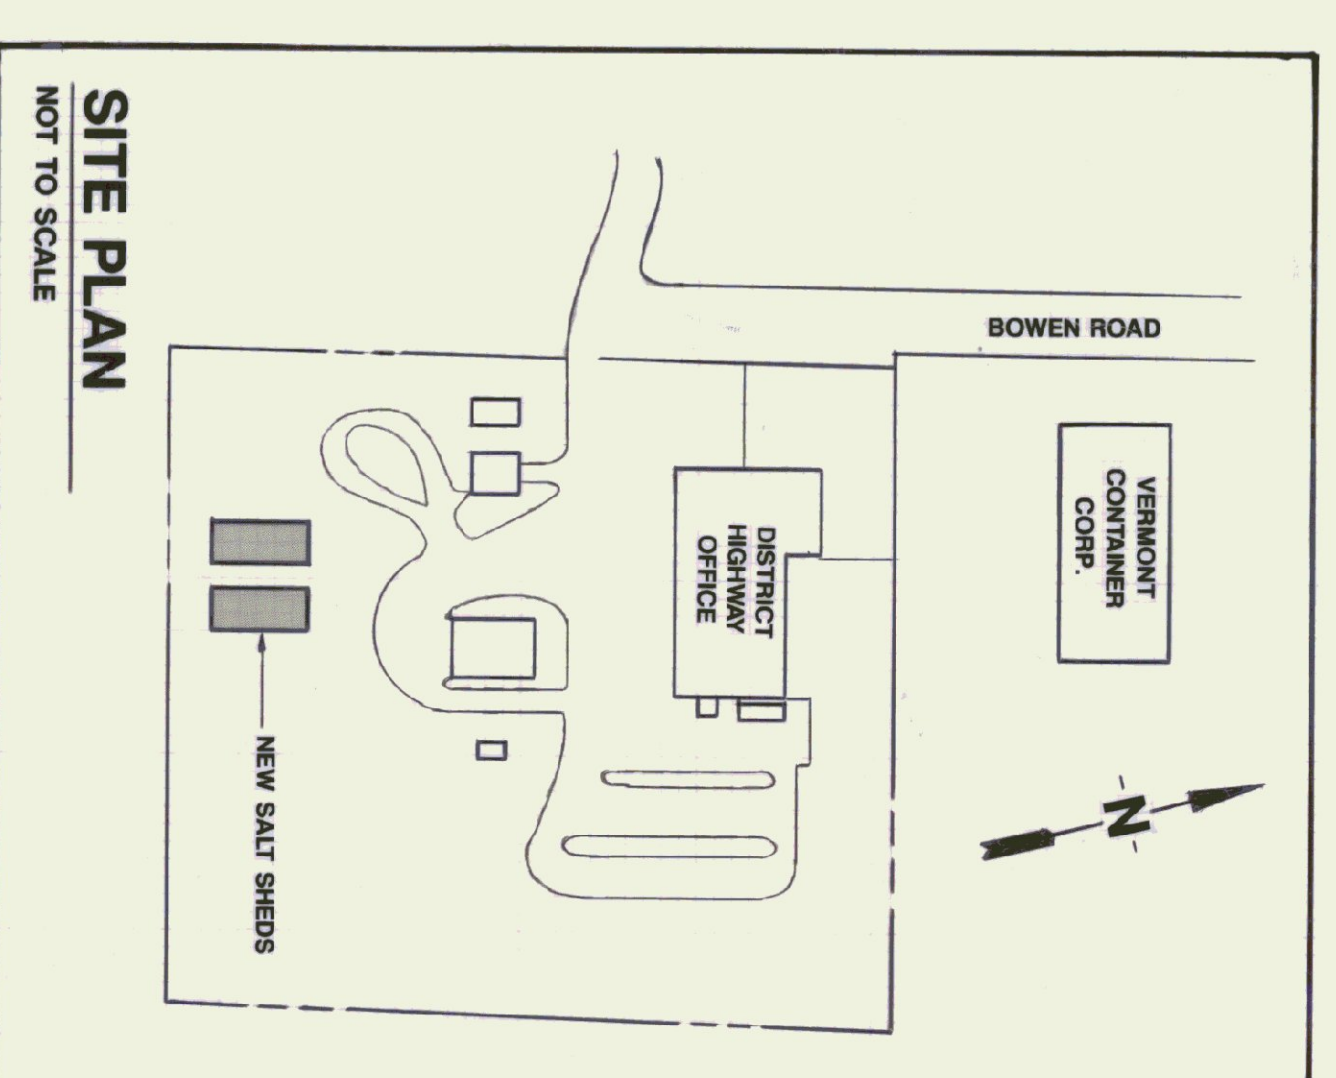 SITE PLAN
NOT TO SCALE
BOWEN ROAD
VERMONT
CONTAINER
CORP.
DISTRICT
HIGHWAY
OFFICE
N
NEW SALT SHEDS